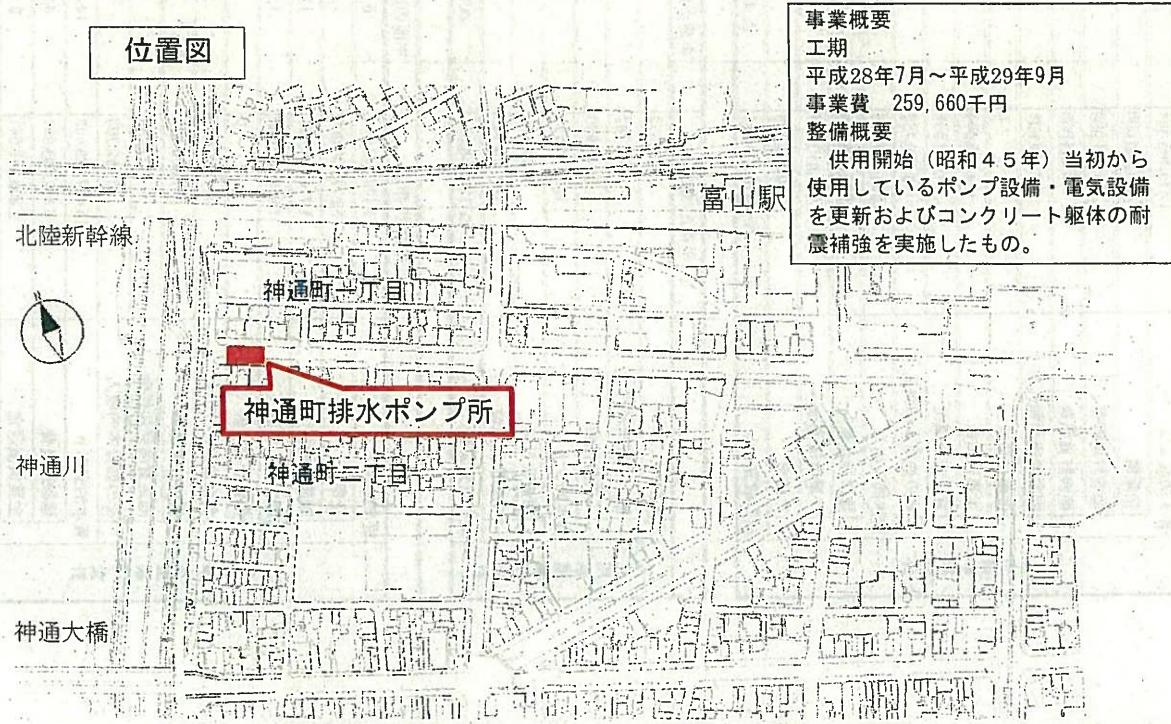 位置図
事業概要
工期
平成28年7月～平成29年9月
事業費　259,660千円
整備概要
　供用開始（昭和４５年）当初から
使用しているポンプ設備・電気設備
を更新およびコンクリート躯体の耐
震補強を実施したもの。
富山駅
北陸新幹線
神通町一丁目
N
神通町排水ポンプ所
神通川
神通町二丁目
神通大橋